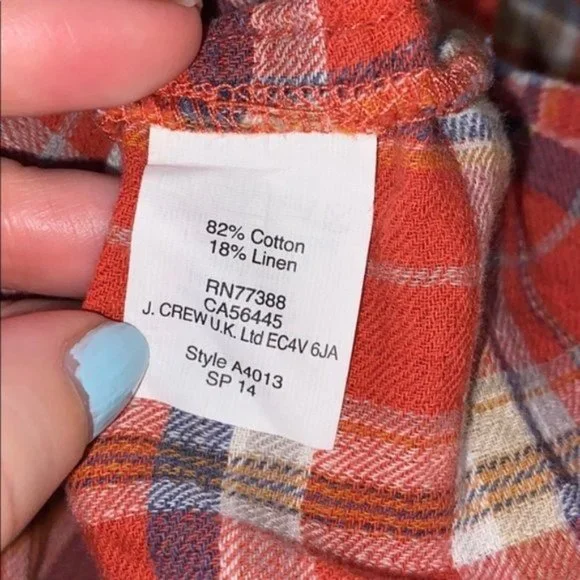 82% Cotton
18% Linen
RN77388
CA56445
J. CREW U.K. Ltd EC4V 6JA
Style A4013
SP 14